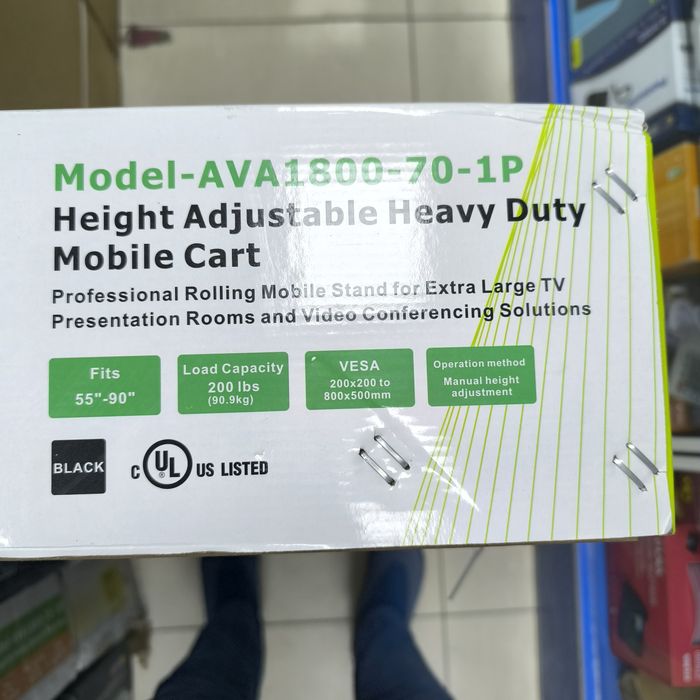 Model-AVA1800-70-1P
Height Adjustable Heavy Duty
Mobile Cart
Professional Rolling Mobile Stand for Extra Large TV
Presentation Rooms and Video Conferencing Solutions
Fits
55"-90"
Load Capacity
200 lbs
(90.9kg)
VESA
200x200 to
800x500mm
Operation method
Manual height
adjustment
BLACK
C UL ® US LISTED